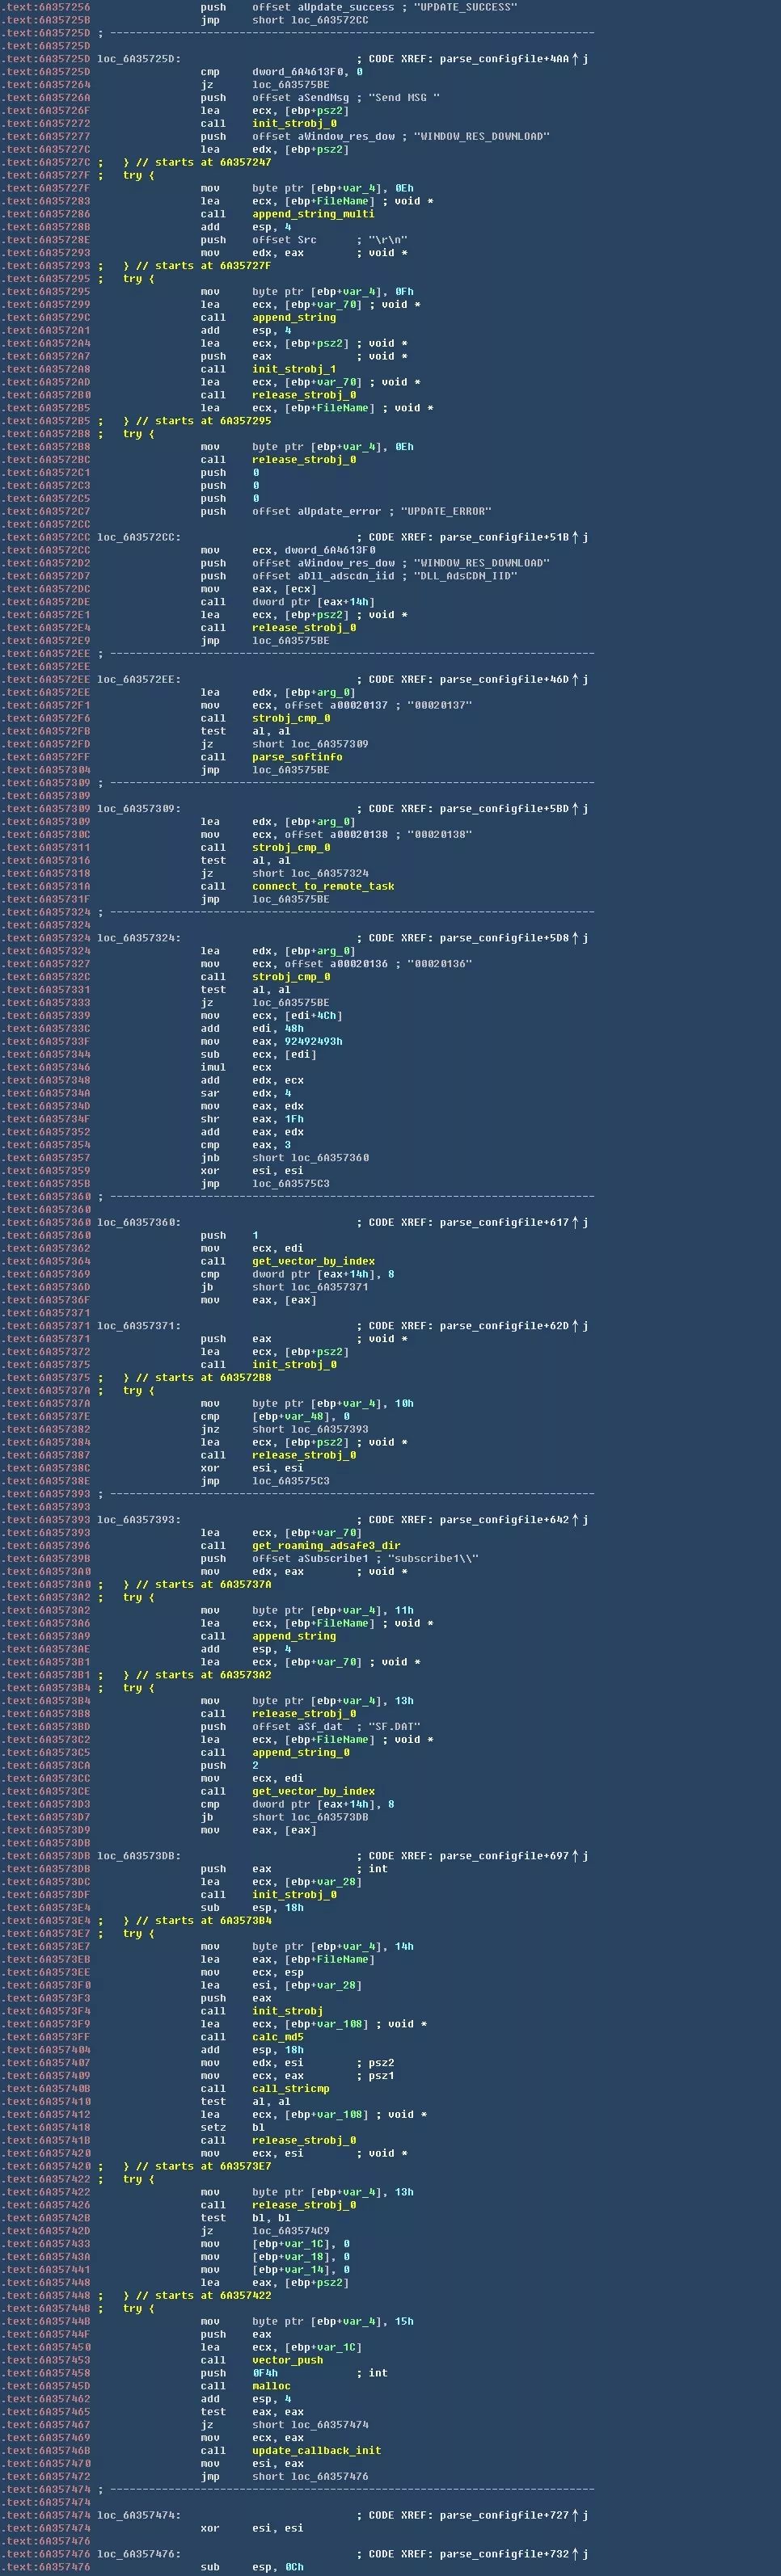 .text:6A357256 push offset aUpdate_success ; "UPDATE_SUCCESS"
.text:6A35725B jmp short loc_6A3572CC
.text:6A35725D ; ---------------------------------------------------------------------------
.text:6A35725D
.text:6A35725D loc_6A35725D: ; CODE XREF: parse_configfile+4AA↑j
.text:6A35725D cmp dword_6A4613F0, 0
.text:6A357264 jz loc_6A3575BE
.text:6A35726A push offset aSendMsg ; "Send MSG "
.text:6A35726F lea ecx, [ebp+psz2]
.text:6A357272 call init_strobj_0
.text:6A357277 push offset aWindow_res_dow ; "WINDOW_RES_DOWNLOAD"
.text:6A35727C lea edx, [ebp+psz2]
.text:6A35727C ; } // starts at 6A357247
.text:6A35727F ; try {
.text:6A35727F mov byte ptr [ebp+var_4], 0Eh
.text:6A357283 lea ecx, [ebp+FileName] ; void *
.text:6A357286 call append_string_multi
.text:6A35728B add esp, 4
.text:6A35728E push offset Src ; "\r\n"
.text:6A357293 mov edx, eax ; void *
.text:6A357293 ; } // starts at 6A35727F
.text:6A357295 ; try {
.text:6A357295 mov byte ptr [ebp+var_4], 0Fh
.text:6A357299 lea ecx, [ebp+var_70] ; void *
.text:6A35729C call append_string
.text:6A3572A1 add esp, 4
.text:6A3572A4 lea ecx, [ebp+psz2] ; void *
.text:6A3572A7 push eax ; void *
.text:6A3572A8 call init_strobj_1
.text:6A3572AD lea ecx, [ebp+var_70] ; void *
.text:6A3572B0 call release_strobj_0
.text:6A3572B5 lea ecx, [ebp+FileName] ; void *
.text:6A3572B5 ; } // starts at 6A357295
.text:6A3572B8 ; try {
.text:6A3572B8 mov byte ptr [ebp+var_4], 0Eh
.text:6A3572BC call release_strobj_0
.text:6A3572C1 push 0
.text:6A3572C3 push 0
.text:6A3572C5 push 0
.text:6A3572C7 push offset aUpdate_error ; "UPDATE_ERROR"
.text:6A3572CC
.text:6A3572CC loc_6A3572CC: ; CODE XREF: parse_configfile+51B↑j
.text:6A3572CC mov ecx, dword_6A4613F0
.text:6A3572D2 push offset aWindow_res_dow ; "WINDOW_RES_DOWNLOAD"
.text:6A3572D7 push offset aDll_adscdn_iid ; "DLL_AdsCDN_IID"
.text:6A3572DC mov eax, [ecx]
.text:6A3572DE call dword ptr [eax+14h]
.text:6A3572E1 lea ecx, [ebp+psz2] ; void *
.text:6A3572E4 call release_strobj_0
.text:6A3572E9 jmp loc_6A3575BE
.text:6A3572EE ; ---------------------------------------------------------------------------
.text:6A3572EE
.text:6A3572EE loc_6A3572EE: ; CODE XREF: parse_configfile+46D↑j
.text:6A3572EE lea edx, [ebp+arg_0]
.text:6A3572F1 mov ecx, offset a00020137 ; "00020137"
.text:6A3572F6 call strobj_cmp_0
.text:6A3572FB test al, al
.text:6A3572FD jz short loc_6A357309
.text:6A3572FF call parse_softinfo
.text:6A357304 jmp loc_6A3575BE
.text:6A357309 ; ---------------------------------------------------------------------------
.text:6A357309
.text:6A357309 loc_6A357309: ; CODE XREF: parse_configfile+5BD↑j
.text:6A357309 lea edx, [ebp+arg_0]
.text:6A35730C mov ecx, offset a00020138 ; "00020138"
.text:6A357311 call strobj_cmp_0
.text:6A357316 test al, al
.text:6A357318 jz short loc_6A357324
.text:6A35731A call connect_to_remote_task
.text:6A35731F jmp loc_6A3575BE
.text:6A357324 ; ---------------------------------------------------------------------------
.text:6A357324
.text:6A357324 loc_6A357324: ; CODE XREF: parse_configfile+5D8↑j
.text:6A357324 lea edx, [ebp+arg_0]
.text:6A357327 mov ecx, offset a00020136 ; "00020136"
.text:6A35732C call strobj_cmp_0
.text:6A357331 test al, al
.text:6A357333 jz loc_6A3575BE
.text:6A357339 mov ecx, [edi+4Ch]
.text:6A35733C add edi, 48h
.text:6A35733F mov eax, 92492493h
.text:6A357344 sub ecx, [edi]
.text:6A357346 imul ecx
.text:6A357348 add edx, ecx
.text:6A35734A sar edx, 4
.text:6A35734D mov eax, edx
.text:6A35734F shr eax, 1Fh
.text:6A357352 add eax, edx
.text:6A357354 cmp eax, 3
.text:6A357357 jnb short loc_6A357360
.text:6A357359 xor esi, esi
.text:6A35735B jmp loc_6A3575C3
.text:6A357360 ; ---------------------------------------------------------------------------
.text:6A357360
.text:6A357360 loc_6A357360: ; CODE XREF: parse_configfile+617↑j
.text:6A357360 push 1
.text:6A357362 mov ecx, edi
.text:6A357364 call get_vector_by_index
.text:6A357369 cmp dword ptr [eax+14h], 8
.text:6A35736D jb short loc_6A357371
.text:6A35736F mov eax, [eax]
.text:6A357371
.text:6A357371 loc_6A357371: ; CODE XREF: parse_configfile+62D↑j
.text:6A357371 push eax ; void *
.text:6A357372 lea ecx, [ebp+psz2]
.text:6A357375 call init_strobj_0
.text:6A357375 ; } // starts at 6A3572B8
.text:6A35737A ; try {
.text:6A35737A mov byte ptr [ebp+var_4], 10h
.text:6A35737E cmp [ebp+var_48], 0
.text:6A357382 jnz short loc_6A357393
.text:6A357384 lea ecx, [ebp+psz2] ; void *
.text:6A357387 call release_strobj_0
.text:6A35738C xor esi, esi
.text:6A35738E jmp loc_6A3575C3
.text:6A357393 ; ---------------------------------------------------------------------------
.text:6A357393
.text:6A357393 loc_6A357393: ; CODE XREF: parse_configfile+642↑j
.text:6A357393 lea ecx, [ebp+var_70]
.text:6A357396 call get_roaming_adsafe3_dir
.text:6A35739B push offset aSubscribe1 ; "subscribe1\\"
.text:6A3573A0 mov edx, eax ; void *
.text:6A3573A0 ; } // starts at 6A35737A
.text:6A3573A2 ; try {
.text:6A3573A2 mov byte ptr [ebp+var_4], 11h
.text:6A3573A6 lea ecx, [ebp+FileName] ; void *
.text:6A3573A9 call append_string
.text:6A3573AE add esp, 4
.text:6A3573B1 lea ecx, [ebp+var_70] ; void *
.text:6A3573B1 ; } // starts at 6A3573A2
.text:6A3573B4 ; try {
.text:6A3573B4 mov byte ptr [ebp+var_4], 13h
.text:6A3573B8 call release_strobj_0
.text:6A3573BD push offset aSf_dat ; "SF.DAT"
.text:6A3573C2 lea ecx, [ebp+FileName] ; void *
.text:6A3573C5 call append_string_0
.text:6A3573CA push 2
.text:6A3573CC mov ecx, edi
.text:6A3573CE call get_vector_by_index
.text:6A3573D3 cmp dword ptr [eax+14h], 8
.text:6A3573D7 jb short loc_6A3573DB
.text:6A3573D9 mov eax, [eax]
.text:6A3573DB
.text:6A3573DB loc_6A3573DB: ; CODE XREF: parse_configfile+697↑j
.text:6A3573DB push eax ; int
.text:6A3573DC lea ecx, [ebp+var_28]
.text:6A3573DF call init_strobj_0
.text:6A3573E4 sub esp, 18h
.text:6A3573E4 ; } // starts at 6A3573B4
.text:6A3573E7 ; try {
.text:6A3573E7 mov byte ptr [ebp+var_4], 14h
.text:6A3573EB lea eax, [ebp+FileName]
.text:6A3573EE mov ecx, esp
.text:6A3573F0 lea esi, [ebp+var_28]
.text:6A3573F3 push eax
.text:6A3573F4 call init_strobj
.text:6A3573F9 lea ecx, [ebp+var_108] ; void *
.text:6A3573FF call calc_md5
.text:6A357404 add esp, 18h
.text:6A357407 mov edx, esi ; psz2
.text:6A357409 mov ecx, eax ; psz1
.text:6A35740B call call_stricmp
.text:6A357410 test al, al
.text:6A357412 lea ecx, [ebp+var_108] ; void *
.text:6A357418 setz bl
.text:6A35741B call release_strobj_0
.text:6A357420 mov ecx, esi ; void *
.text:6A357420 ; } // starts at 6A3573E7
.text:6A357422 ; try {
.text:6A357422 mov byte ptr [ebp+var_4], 13h
.text:6A357426 call release_strobj_0
.text:6A35742B test bl, bl
.text:6A35742D jz loc_6A3574C9
.text:6A357433 mov [ebp+var_1C], 0
.text:6A35743A mov [ebp+var_18], 0
.text:6A357441 mov [ebp+var_14], 0
.text:6A357448 lea eax, [ebp+psz2]
.text:6A357448 ; } // starts at 6A357422
.text:6A35744B ; try {
.text:6A35744B mov byte ptr [ebp+var_4], 15h
.text:6A35744F push eax
.text:6A357450 lea ecx, [ebp+var_1C]
.text:6A357453 call vector_push
.text:6A357458 push 0F4h ; int
.text:6A35745D call malloc
.text:6A357462 add esp, 4
.text:6A357465 test eax, eax
.text:6A357467 jz short loc_6A357474
.text:6A357469 mov ecx, eax
.text:6A35746B call update_callback_init
.text:6A357470 mov esi, eax
.text:6A357472 jmp short loc_6A357476
.text:6A357474 ; ---------------------------------------------------------------------------
.text:6A357474
.text:6A357474 loc_6A357474: ; CODE XREF: parse_configfile+727↑j
.text:6A357474 xor esi, esi
.text:6A357476
.text:6A357476 loc_6A357476: ; CODE XREF: parse_configfile+732↑j
.text:6A357476 sub esp, 0Ch